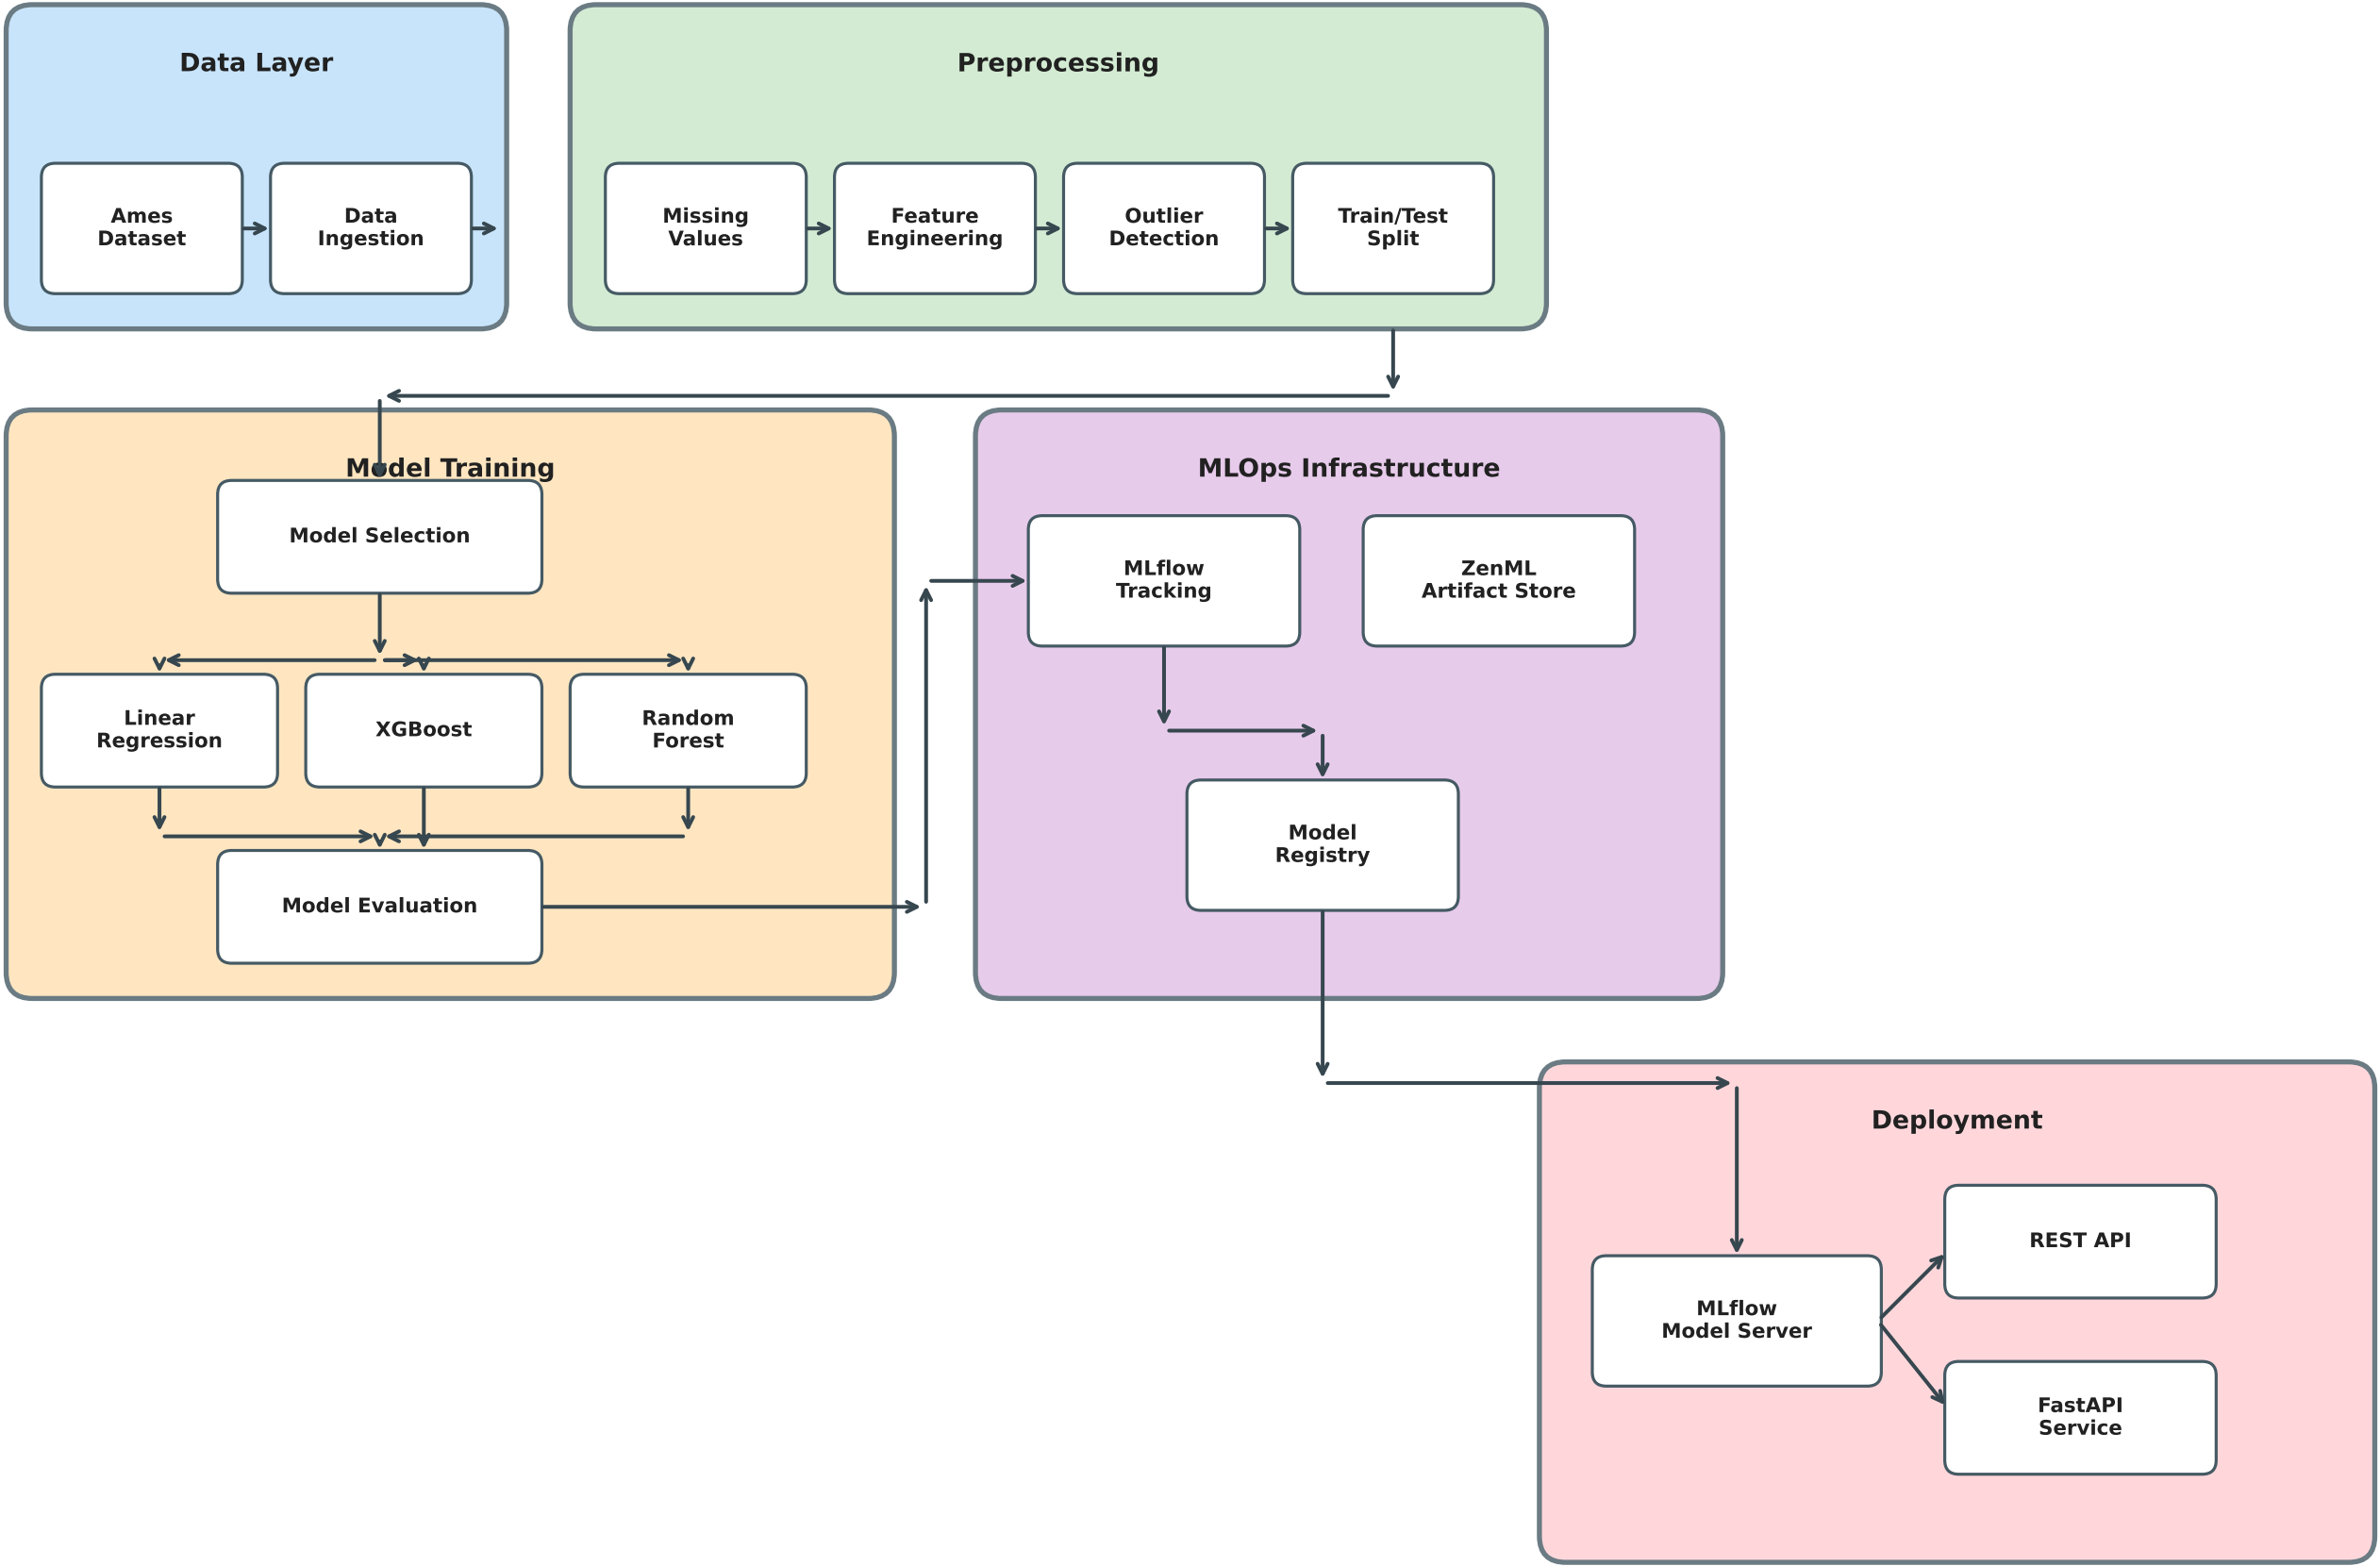 Data Layer
Ames
Dataset
Data
Ingestion
Preprocessing
Missing
Values
Feature
Engineering
Outlier
Detection
Train/Test
Split
Model Training
Model Selection
Linear
Regression
XGBoost
Random
Forest
Model Evaluation
MLOps Infrastructure
MLflow
Tracking
ZenML
Artifact Store
Model
Registry
Deployment
MLflow
Model Server
REST API
FastAPI
Service